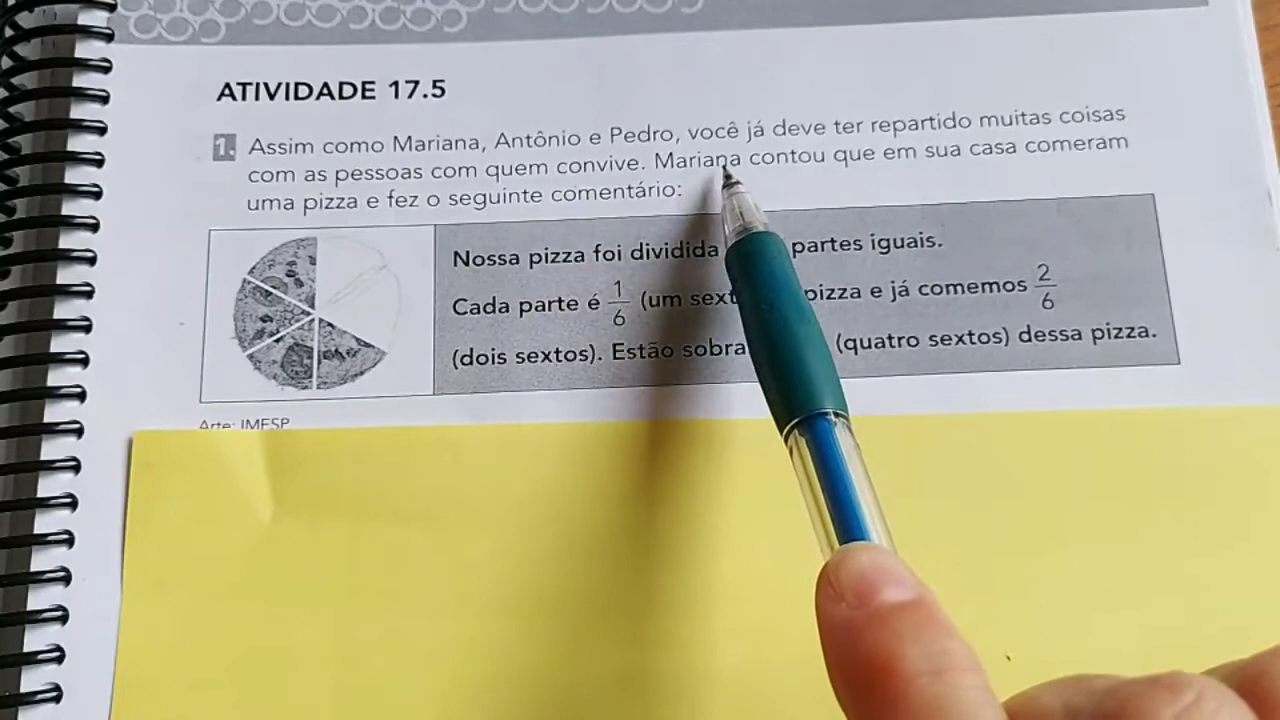 ATIVIDADE 17.5
1. Assim como Mariana, Antônio e Pedro, você já deve ter repartido muitas coisas
com as pessoas com quem convive. Mariana contou que em sua casa comeram
uma pizza e fez o seguinte comentário:
Nossa pizza foi dividida partes iguais.
Cada parte é 1/6 (um pizza e já comemos 2/6
(dois sextos). Estão (quatro sextos) dessa pizza.
Arte: IMESP